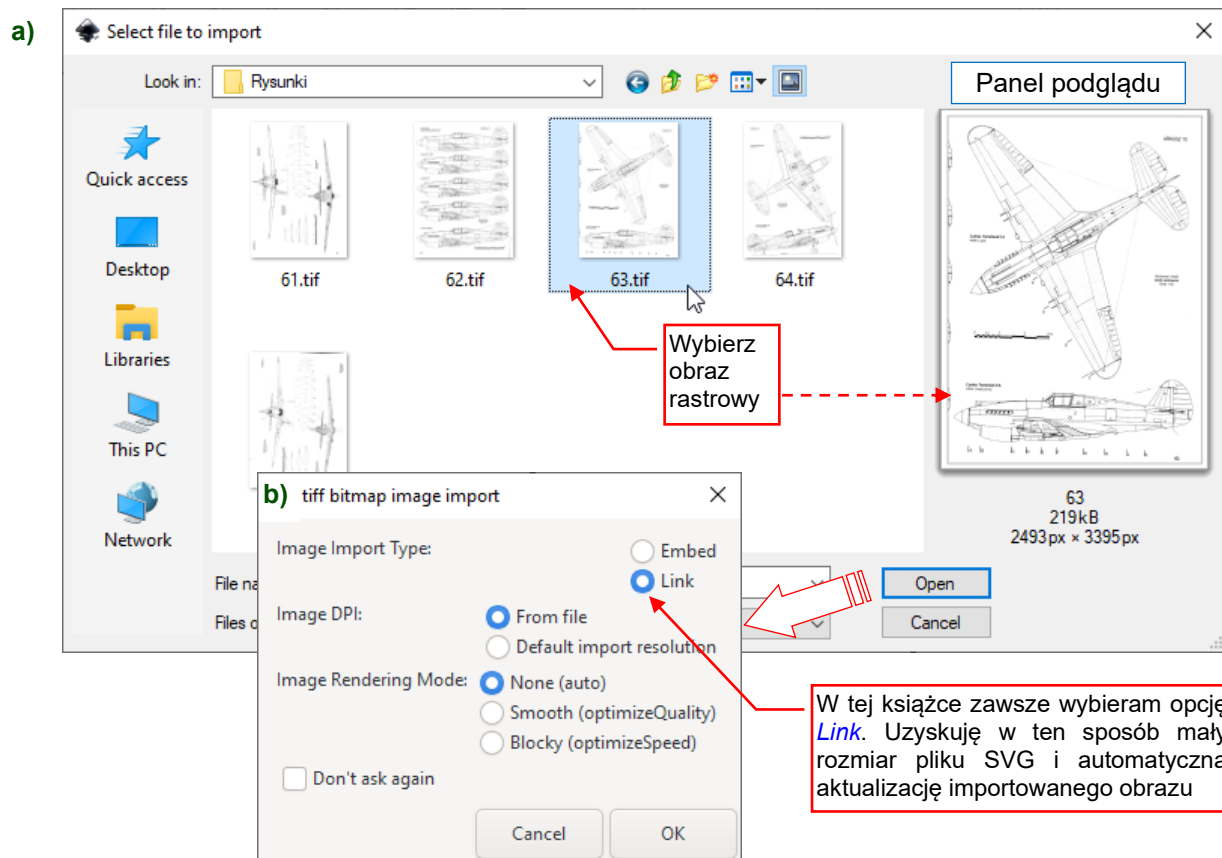 a)
Select file to import
Look in:
Rysunki
Panel podglądu
Quick access
Desktop
Libraries
This PC
Network
61.tif
62.tif
63.tif
64.tif
Wybierz
obraz
rastrowy
63
219kB
2493px × 3395px
File na
Files o
Open
Cancel
b)
tiff bitmap image import
Image Import Type:
Embed
Link
Image DPI:
From file
Default import resolution
Image Rendering Mode:
None (auto)
Smooth (optimizeQuality)
Blocky (optimizeSpeed)
Don't ask again
Cancel
OK
W tej książce zawsze wybieram opcję
Link. Uzyskuję w ten sposób mały
rozmiar pliku SVG i automatyczna
aktualizację importowanego obrazu